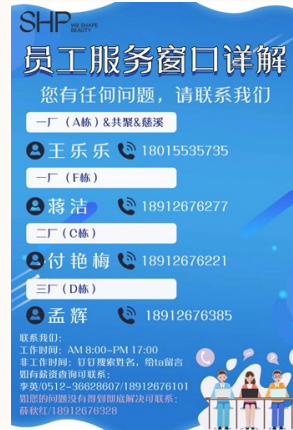 SHP WE SHAPE BEAUTY
员工服务窗口详解
您有任何问题，请联系我们
一厂（A栋）&共聚&慈溪
王乐乐 18015535735
一厂（F栋）
蒋洁 18912676277
二厂（C栋）
付艳梅 18912676221
三厂（D栋）
孟辉 18912676385
联系我们：
工作时间：AM 8:00-PM 17:00
非工作时间：钉钉搜索姓名，给ta留言
如有薪资查询可联系：
李英/0512-36628607/18912676101
如您的问题没有得到彻底解决可联系：
薛秋红/18912676328